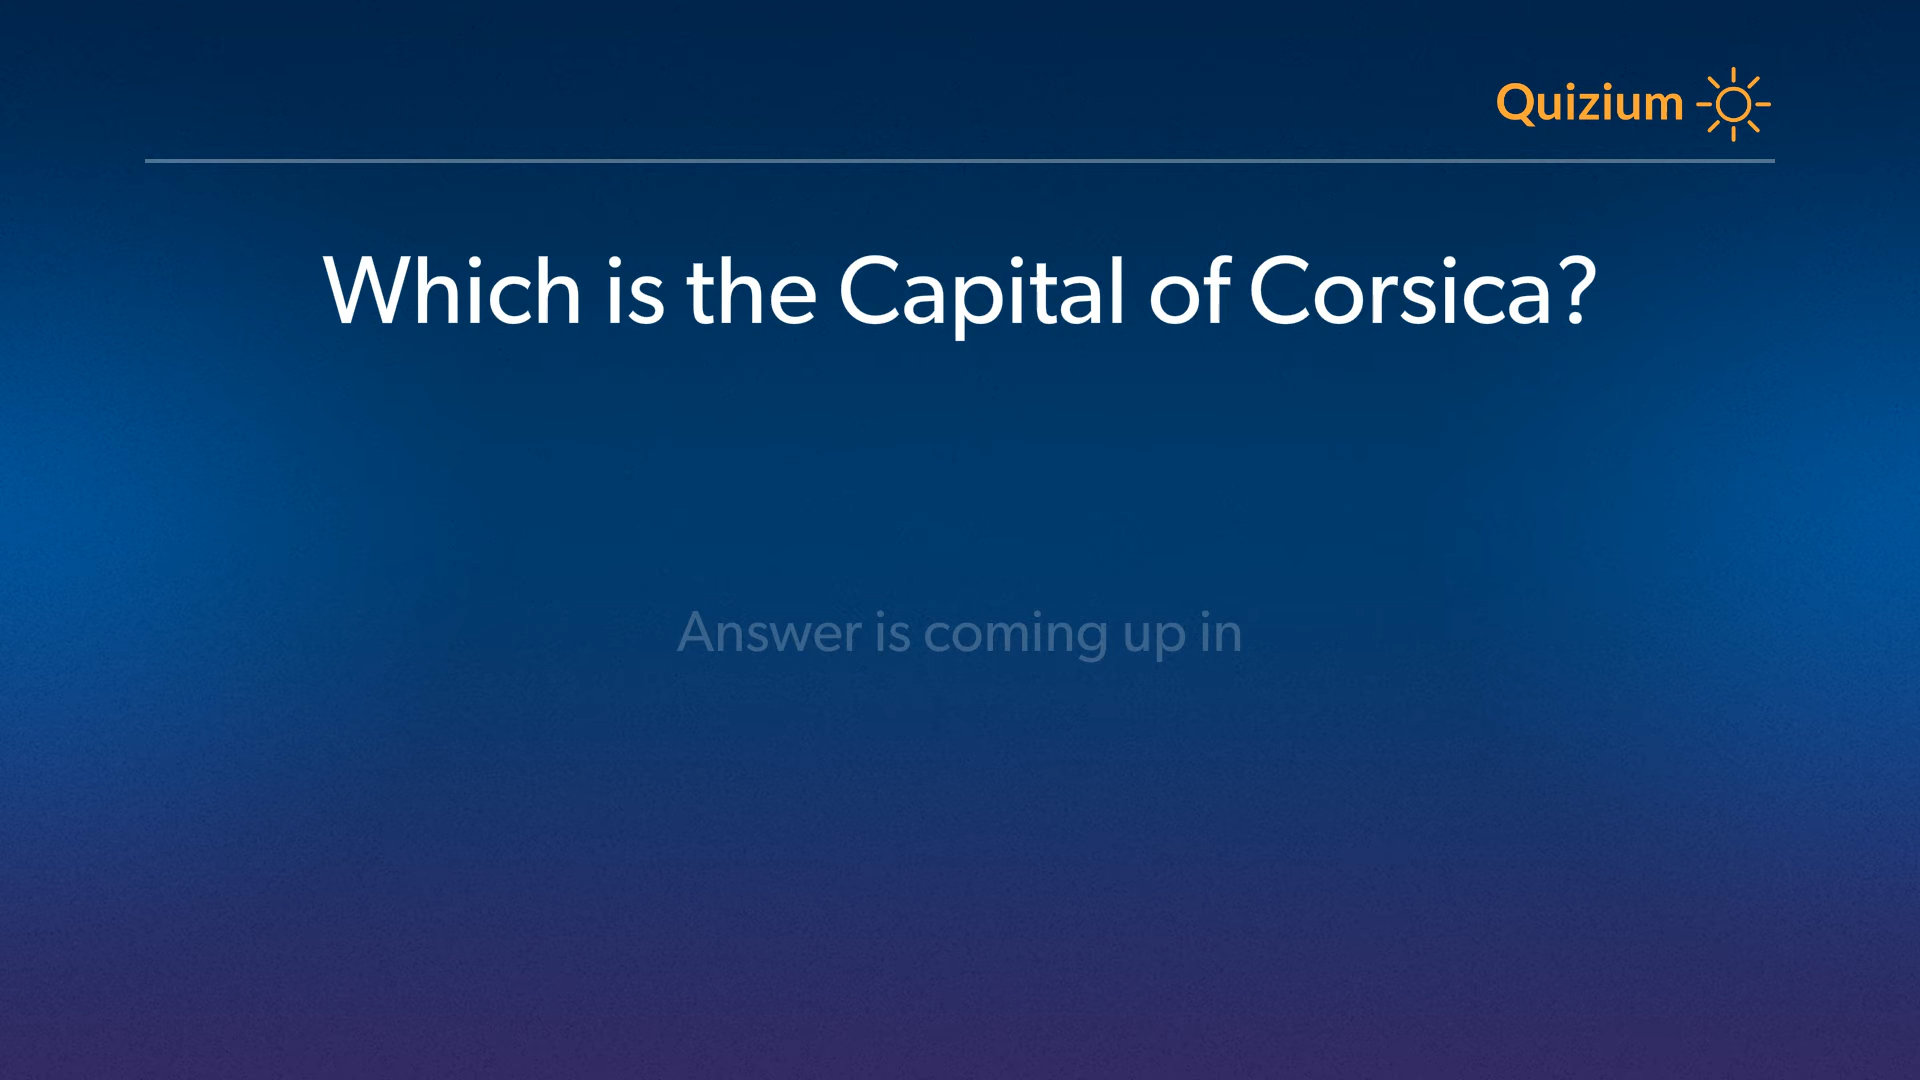 Quizium
Which is the Capital of Corsica?
Answer is coming up in